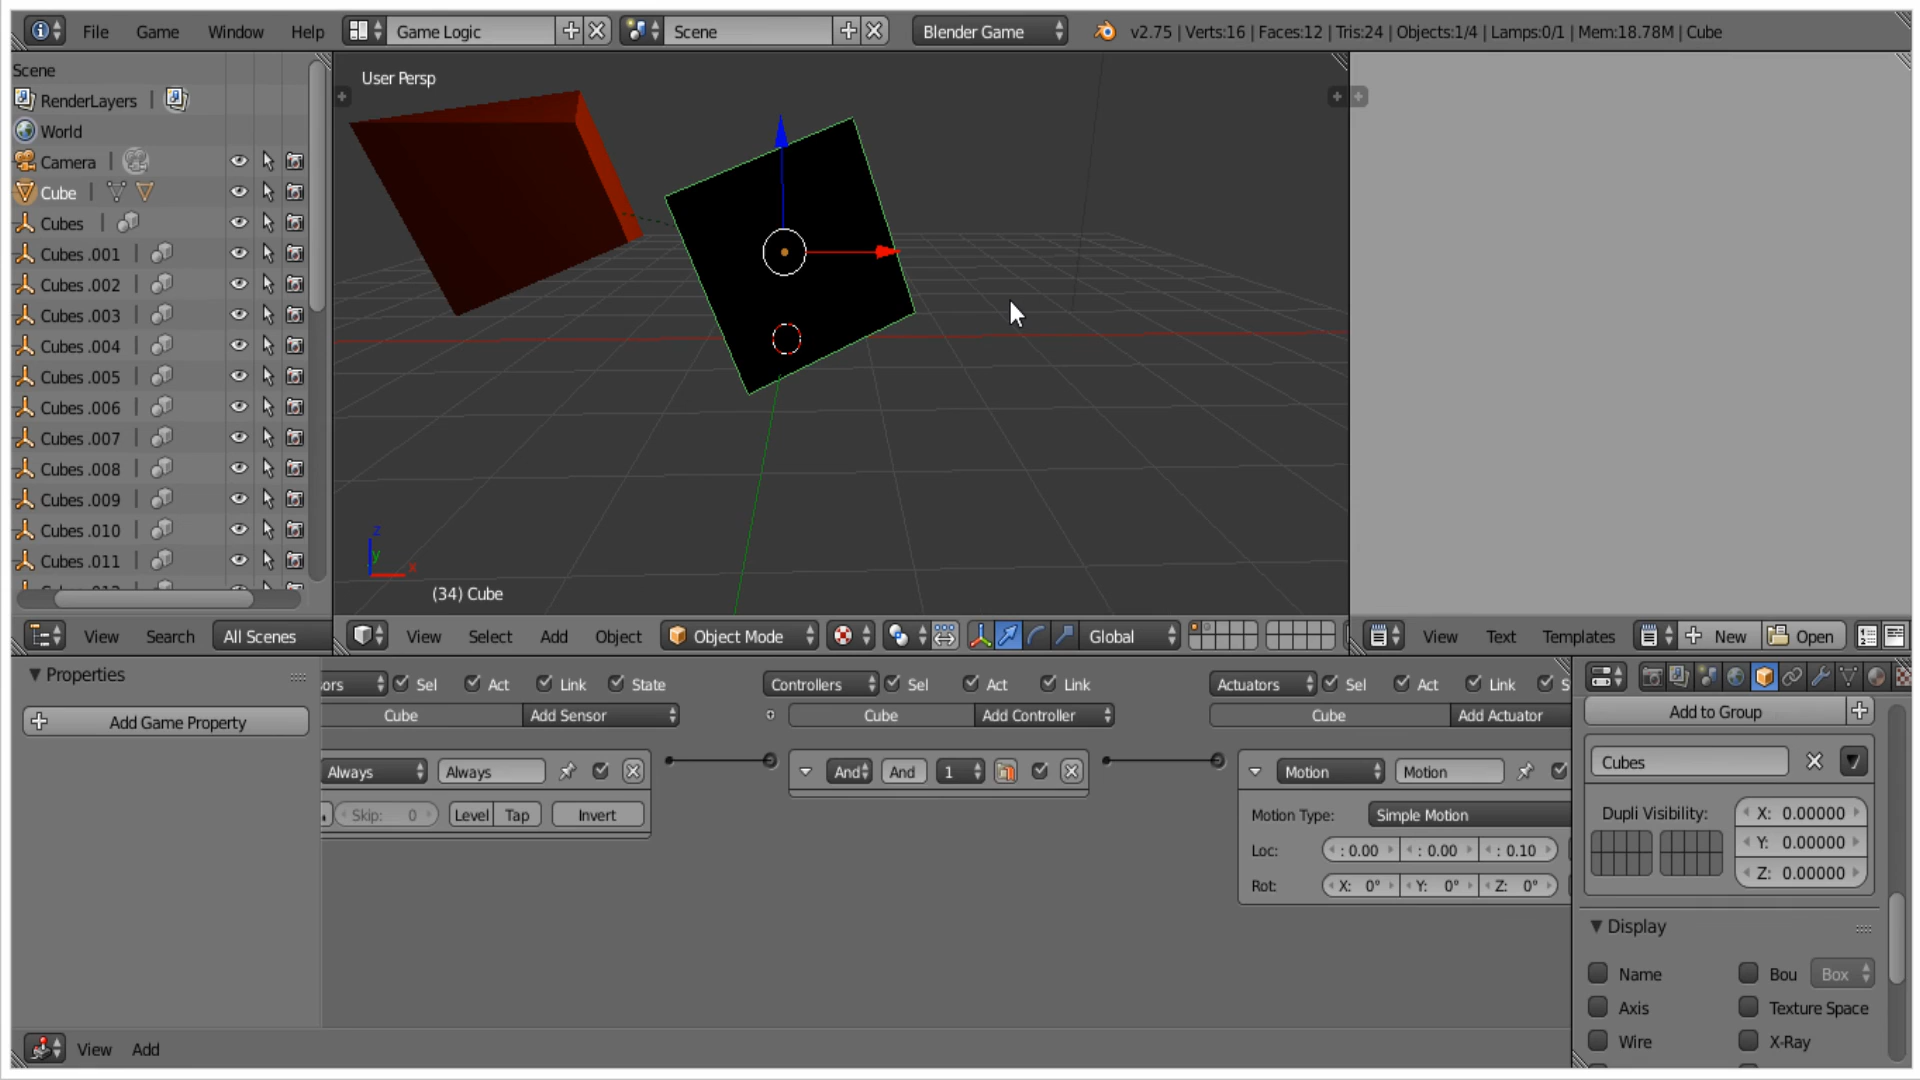 File Game Window Help Game Logic Scene Blender Game v2.75 | Verts:16 | Faces:12 | Tris:24 | Objects:1/4 | Lamps:0/1 | Mem:18.78M | Cube
Scene
RenderLayers
World
Camera
Cube
Cubes
Cubes .001
Cubes .002
Cubes .003
Cubes .004
Cubes .005
Cubes .006
Cubes .007
Cubes .008
Cubes .009
Cubes .010
Cubes .011
View Search All Scenes
User Persp
z
y
x
(34) Cube
View Select Add Object Object Mode Global
View Text Templates New Open
Properties
Add Game Property
ors Sel Act Link State
Cube Add Sensor
Always Always
Skip: 0 Level Tap Invert
Controllers Sel Act Link
Cube Add Controller
And And 1
Actuators Sel Act Link S
Cube Add Actuator
Motion Motion
Motion Type: Simple Motion
Loc: : 0.00 : 0.00 : 0.10
Rot: X: 0° Y: 0° Z: 0°
Add to Group
Cubes
Dupli Visibility: X: 0.00000
Y: 0.00000
Z: 0.00000
Display
Name Bou Box
Axis Texture Space
Wire X-Ray
View Add